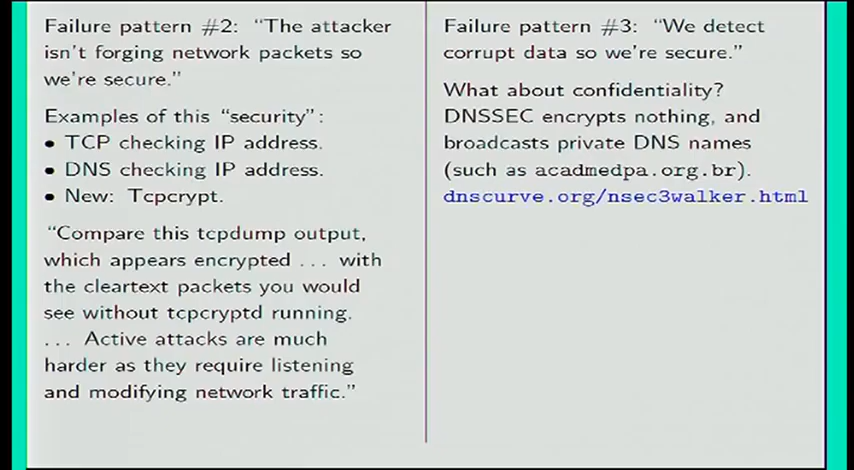 Failure pattern #2: “The attacker
isn’t forging network packets so
we’re secure.”
Examples of this “security”:
• TCP checking IP address.
• DNS checking IP address.
• New: Tcpcrypt.
“Compare this tcpdump output,
which appears encrypted ... with
the cleartext packets you would
see without tcpcryptd running.
... Active attacks are much
harder as they require listening
and modifying network traffic.”
Failure pattern #3: “We detect
corrupt data so we’re secure.”
What about confidentiality?
DNSSEC encrypts nothing, and
broadcasts private DNS names
(such as acadmedpa.org.br).
dnscurve.org/nsec3walker.html